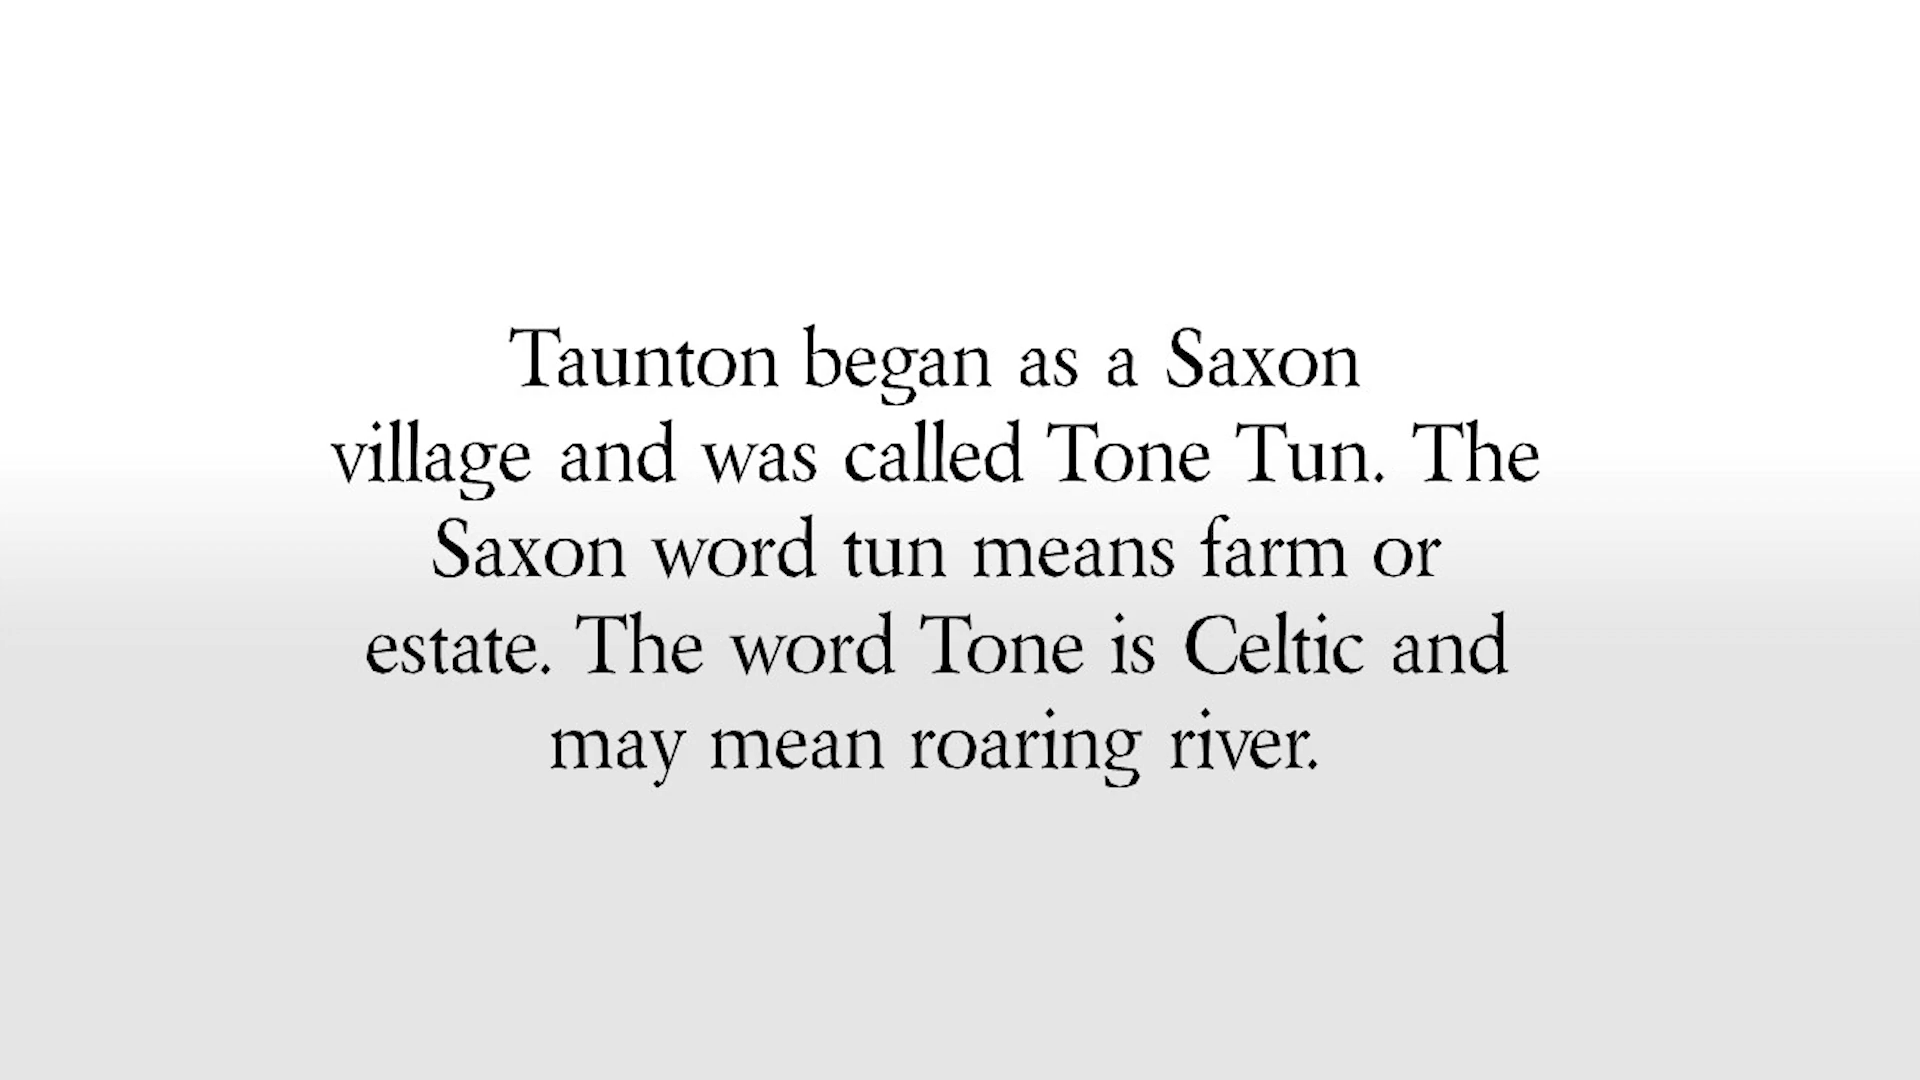 Taunton began as a Saxon
village and was called Tone Tun. The
Saxon word tun means farm or
estate. The word Tone is Celtic and
may mean roaring river.